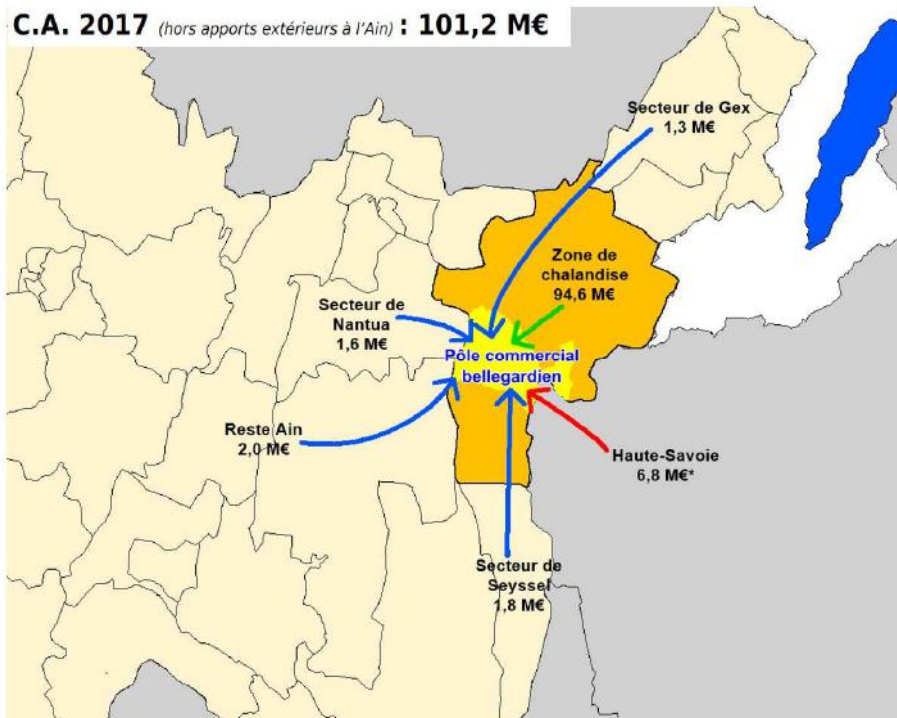 C.A. 2017 (hors apports extérieurs à l'Ain) : 101,2 M€
Secteur de Gex
1,3 M€
Zone de
chalandise
94,6 M€
Secteur de
Nantua
1,6 M€
Pôle commercial
bellegardien
Reste Ain
2,0 M€
Haute-Savoie
6,8 M€*
Secteur de
Seyssel
1,8 M€